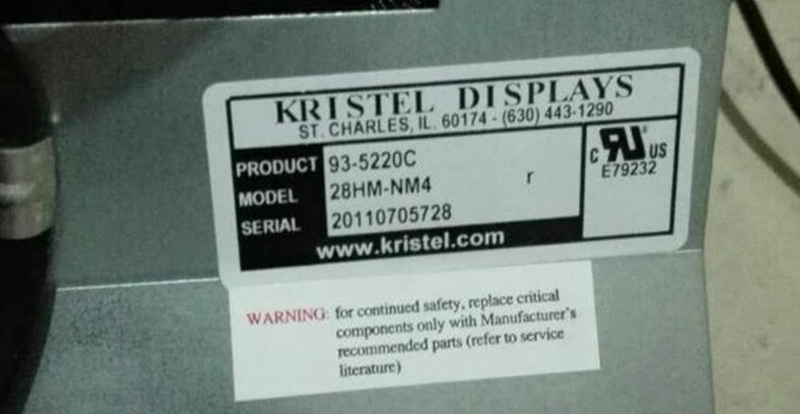 KRISTEL DISPLAYS
ST. CHARLES, IL. 60174 - (630) 443-1290
PRODUCT 93-5220C
MODEL 28HM-NM4 r
SERIAL 20110705728
www.kristel.com
C RU US
E79232
WARNING: for continued safety, replace critical
components only with Manufacturer's
recommended parts (refer to service
literature)